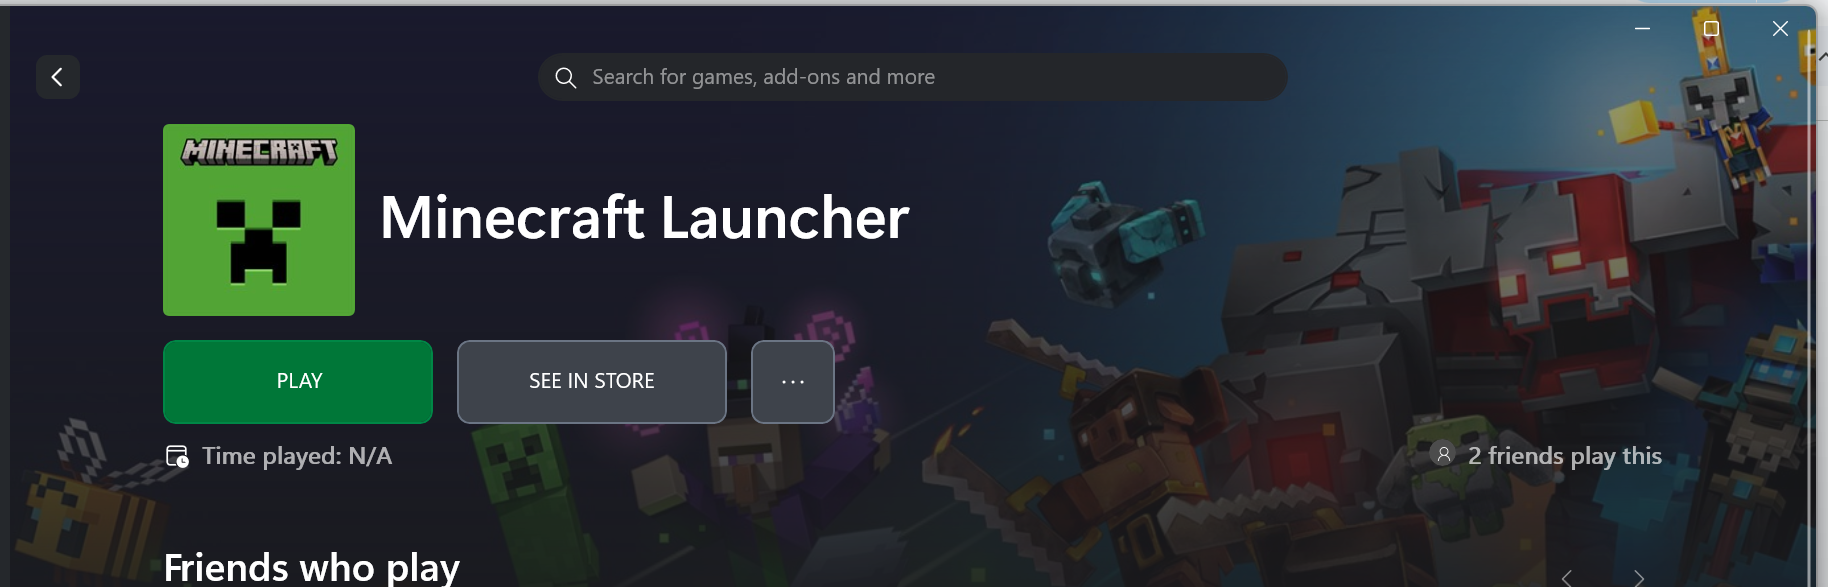 Search for games, add-ons and more
MINECRAFT
Minecraft Launcher
PLAY
SEE IN STORE
...
Time played: N/A
2 friends play this
Friends who play